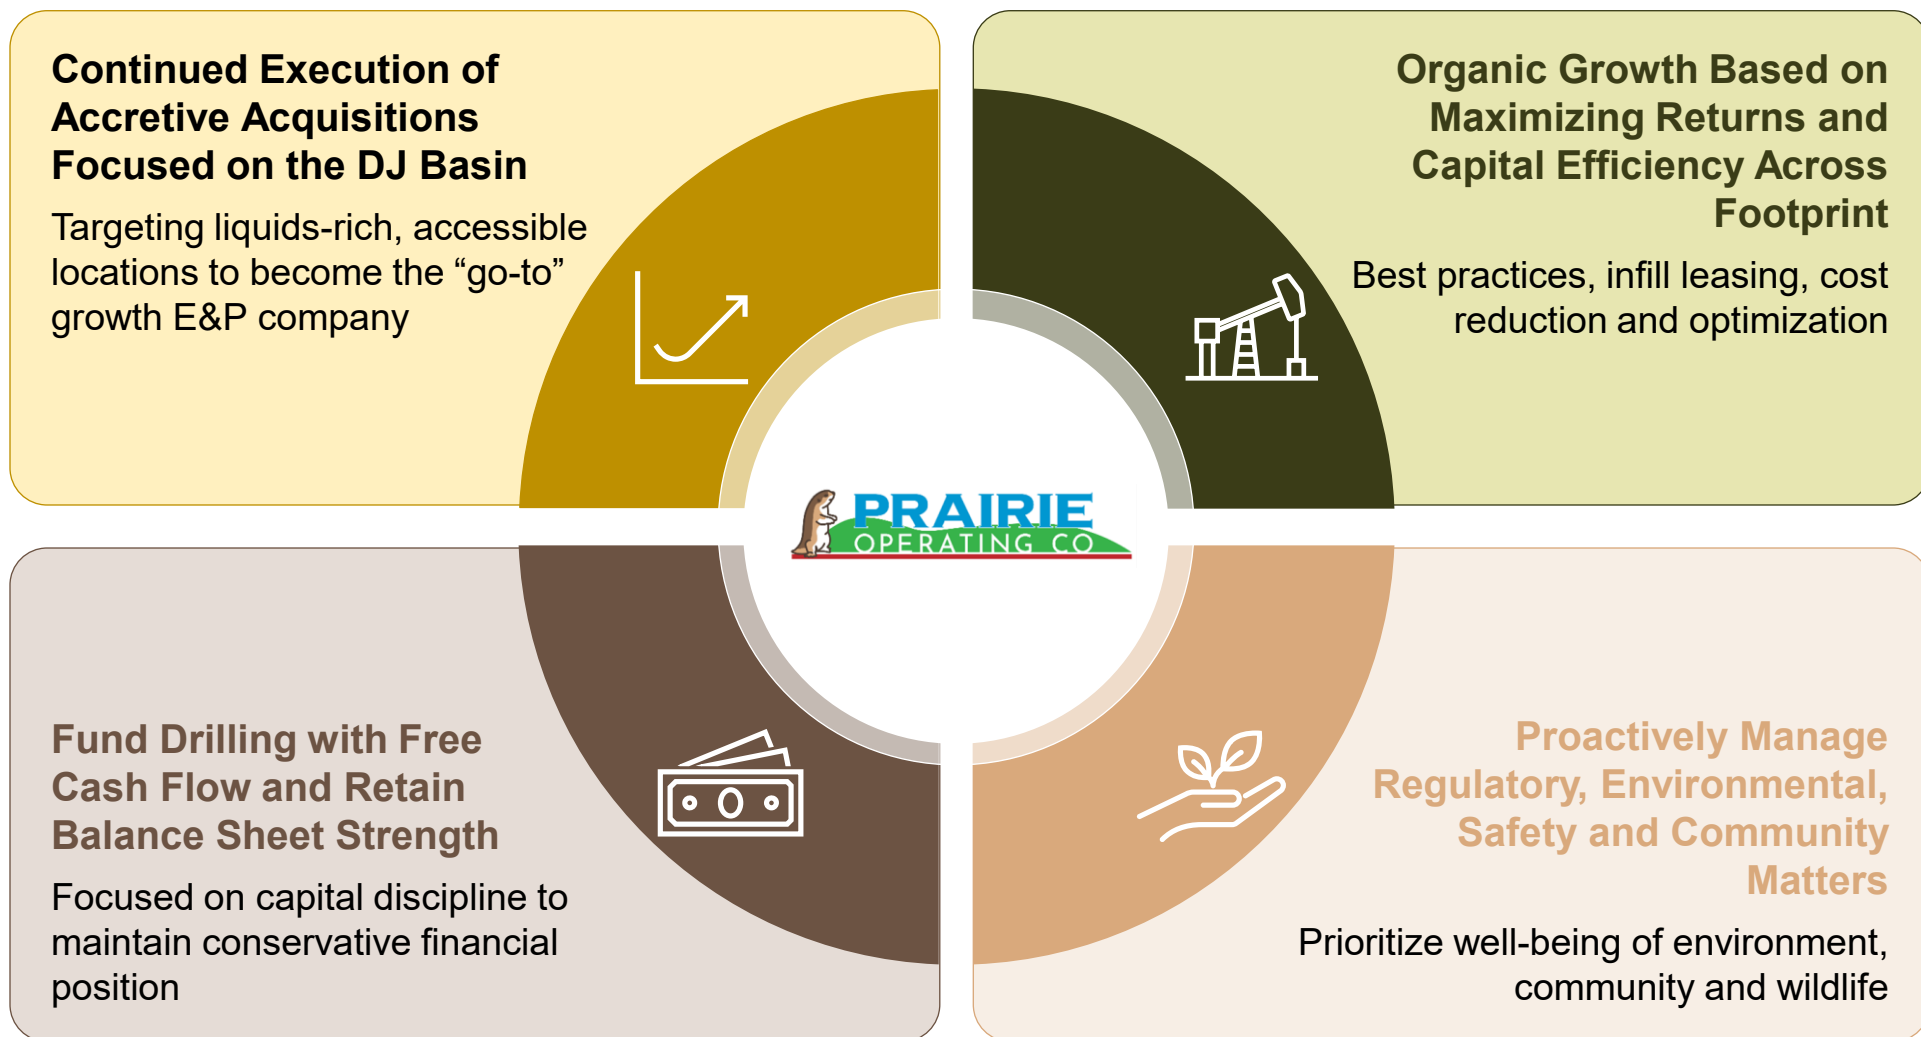 Continued Execution of
Accretive Acquisitions
Focused on the DJ Basin
Targeting liquids-rich, accessible
locations to become the “go-to”
growth E&P company
Organic Growth Based on
Maximizing Returns and
Capital Efficiency Across
Footprint
Best practices, infill leasing, cost
reduction and optimization
PRAIRIE
OPERATING CO
Fund Drilling with Free
Cash Flow and Retain
Balance Sheet Strength
Focused on capital discipline to
maintain conservative financial
position
Proactively Manage
Regulatory, Environmental,
Safety and Community
Matters
Prioritize well-being of environment,
community and wildlife